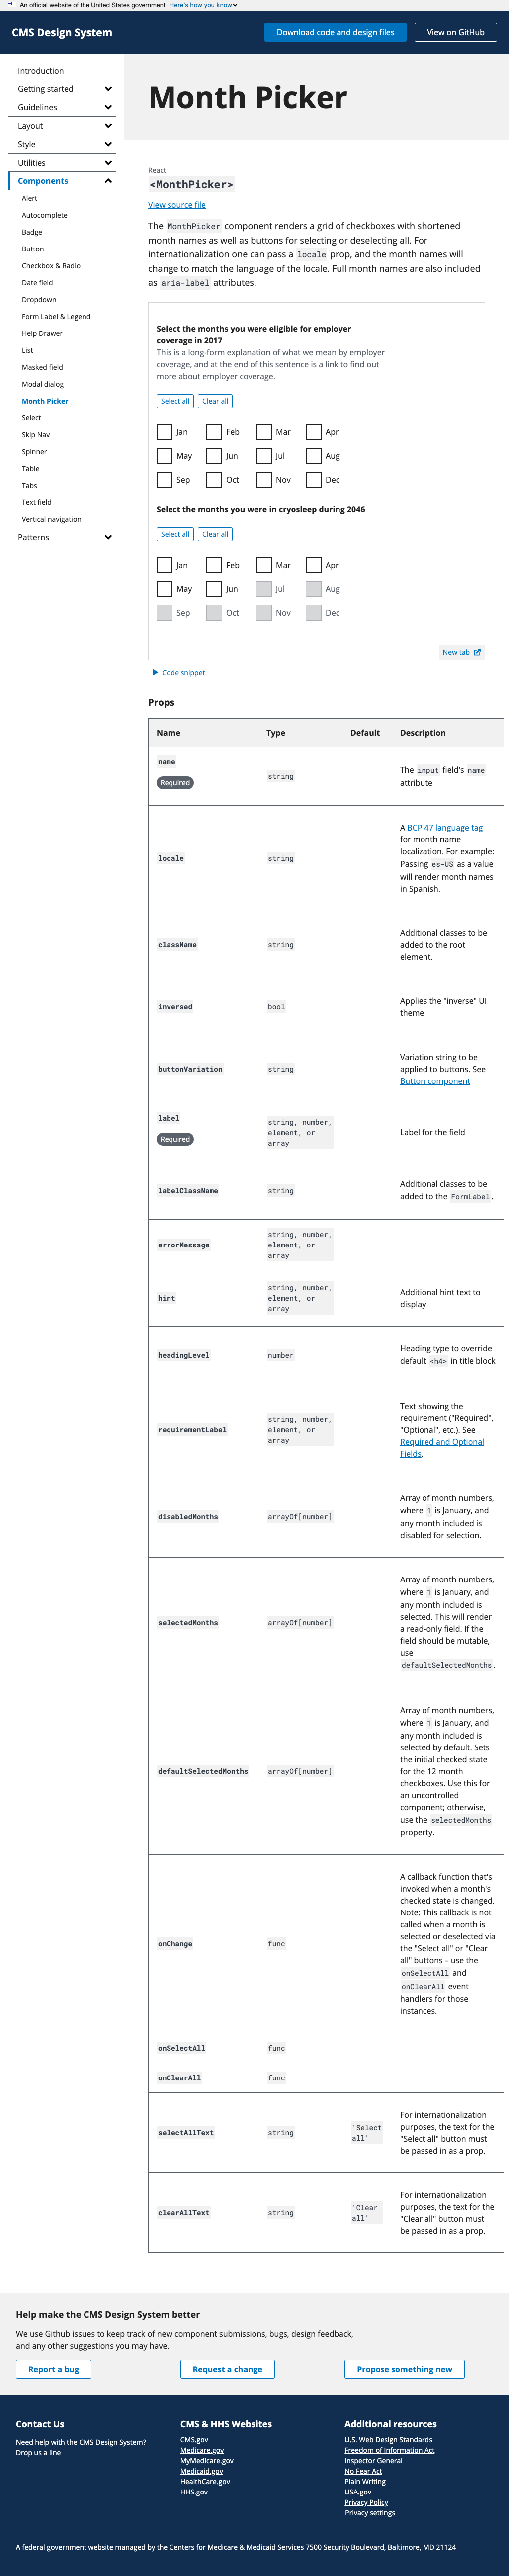 An official website of the United States government Here's how you know
CMS Design System
Download code and design files
View on GitHub
Introduction
Getting started
Guidelines
Layout
Style
Utilities
Components
Alert
Autocomplete
Badge
Button
Checkbox & Radio
Date field
Dropdown
Form Label & Legend
Help Drawer
List
Masked field
Modal dialog
Month Picker
Select
Skip Nav
Spinner
Table
Tabs
Text field
Vertical navigation
Patterns
Month Picker
React
<MonthPicker>
View source file
The MonthPicker component renders a grid of checkboxes with shortened
month names as well as buttons for selecting or deselecting all. For
internationalization one can pass a locale prop, and the month names will
change to match the language of the locale. Full month names are also included
as aria-label attributes.
Select the months you were eligible for employer
coverage in 2017
This is a long-form explanation of what we mean by employer
coverage, and at the end of this sentence is a link to find out
more about employer coverage.
Select all Clear all
Jan Feb Mar Apr
May Jun Jul Aug
Sep Oct Nov Dec
Select the months you were in cryosleep during 2046
Select all Clear all
Jan Feb Mar Apr
May Jun Jul Aug
Sep Oct Nov Dec
New tab
Code snippet
Props
Name Type Default Description
name
Required
string
The input field's name
attribute
locale
string
A BCP 47 language tag
for month name
localization. For example:
Passing es-US as a value
will render month names
in Spanish.
className
string
Additional classes to be
added to the root
element.
inversed
bool
Applies the "inverse" UI
theme
buttonVariation
string
Variation string to be
applied to buttons. See
Button component
label
Required
string, number,
element, or
array
Label for the field
labelClassName
string
Additional classes to be
added to the FormLabel.
errorMessage
string, number,
element, or
array
hint
string, number,
element, or
array
Additional hint text to
display
headingLevel
number
Heading type to override
default <h4> in title block
requirementLabel
string, number,
element, or
array
Text showing the
requirement ("Required",
"Optional", etc.). See
Required and Optional
Fields.
disabledMonths
arrayOf[number]
Array of month numbers,
where 1 is January, and
any month included is
disabled for selection.
selectedMonths
arrayOf[number]
Array of month numbers,
where 1 is January, and
any month included is
selected. This will render
a read-only field. If the
field should be mutable,
use
defaultSelectedMonths.
defaultSelectedMonths
arrayOf[number]
Array of month numbers,
where 1 is January, and
any month included is
selected by default. Sets
the initial checked state
for the 12 month
checkboxes. Use this for
an uncontrolled
component; otherwise,
use the selectedMonths
property.
onChange
func
A callback function that's
invoked when a month's
checked state is changed.
Note: This callback is not
called when a month is
selected or deselected via
the "Select all" or "Clear
all" buttons – use the
onSelectAll and
onClearAll event
handlers for those
instances.
onSelectAll
func
onClearAll
func
selectAllText
string
'Select
all'
For internationalization
purposes, the text for the
"Select all" button must
be passed in as a prop.
clearAllText
string
'Clear
all'
For internationalization
purposes, the text for the
"Clear all" button must
be passed in as a prop.
Help make the CMS Design System better
We use Github issues to keep track of new component submissions, bugs, design feedback,
and any other suggestions you may have.
Report a bug
Request a change
Propose something new
Contact Us
Need help with the CMS Design System?
Drop us a line
CMS & HHS Websites
CMS.gov
Medicare.gov
MyMedicare.gov
Medicaid.gov
HealthCare.gov
HHS.gov
Additional resources
U.S. Web Design Standards
Freedom of Information Act
Inspector General
No Fear Act
Plain Writing
USA.gov
Privacy Policy
Privacy settings
A federal government website managed by the Centers for Medicare & Medicaid Services 7500 Security Boulevard, Baltimore, MD 21244